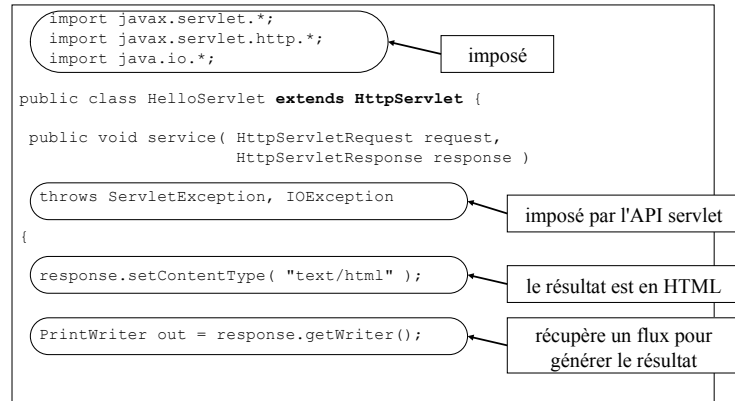 import javax.servlet.*;
import javax.servlet.http.*;
import java.io.*;
imposé
public class HelloServlet extends HttpServlet {
public void service( HttpServletRequest request,
HttpServletResponse response )
throws ServletException, IOException
imposé par l'API servlet
{
response.setContentType( "text/html" );
le résultat est en HTML
PrintWriter out = response.getWriter();
récupère un flux pour
générer le résultat